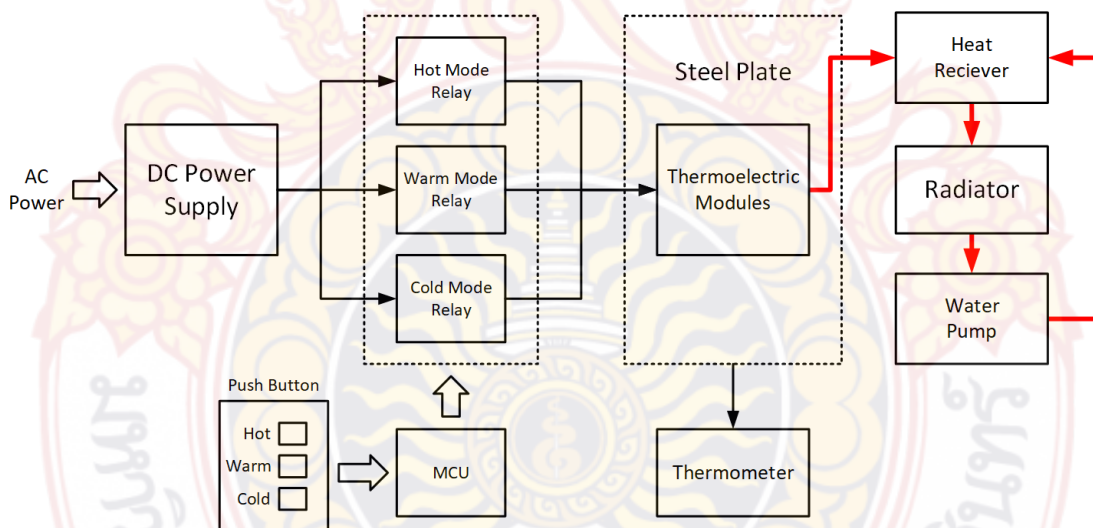 AC
Power
DC Power
Supply
Hot Mode
Relay
Warm Mode
Relay
Cold Mode
Relay
Steel Plate
Thermoelectric
Modules
Heat
Reciever
Radiator
Water
Pump
Push Button
Hot
Warm
Cold
MCU
Thermometer